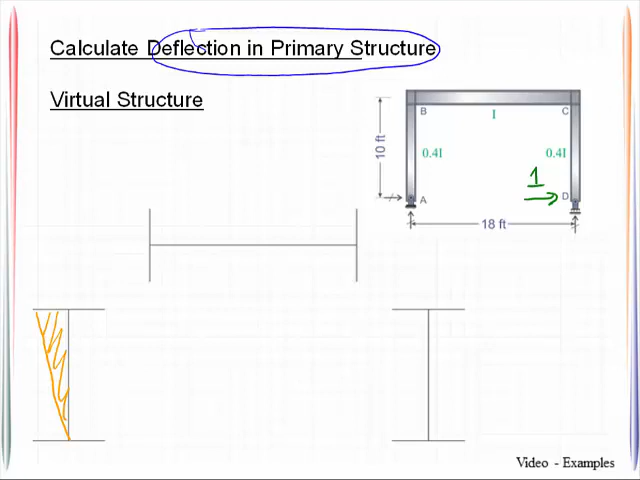 Calculate Deflection in Primary Structure
Virtual Structure
B
I
C
10 ft
0.4I
0.4I
1
A
D
18 ft
Video - Examples